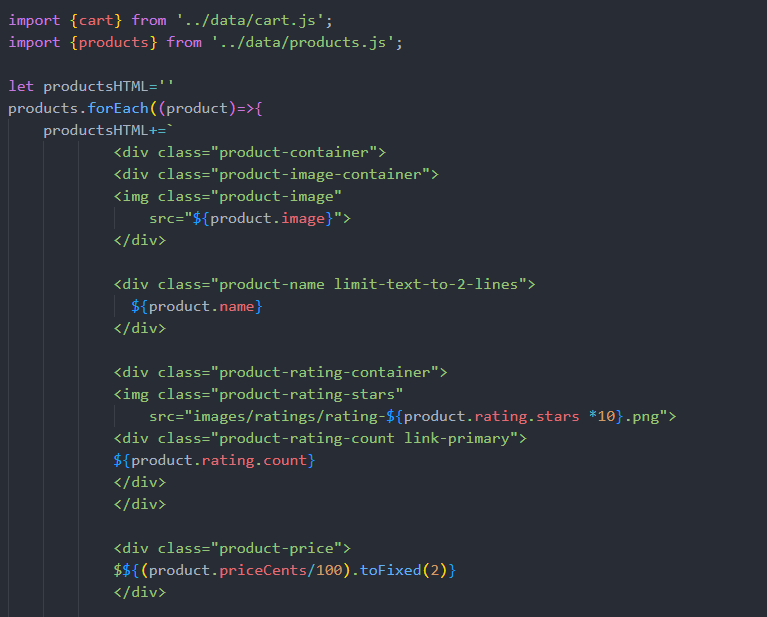 import {cart} from '../data/cart.js';
import {products} from '../data/products.js';
let productsHTML=''
products.forEach((product)=>{
productsHTML+=`
<div class="product-container">
<div class="product-image-container">
<img class="product-image"
src="${product.image}">
</div>
<div class="product-name limit-text-to-2-lines">
${product.name}
</div>
<div class="product-rating-container">
<img class="product-rating-stars"
src="images/ratings/rating-${product.rating.stars *10}.png">
<div class="product-rating-count link-primary">
${product.rating.count}
</div>
</div>
<div class="product-price">
$${(product.priceCents/100).toFixed(2)}
</div>